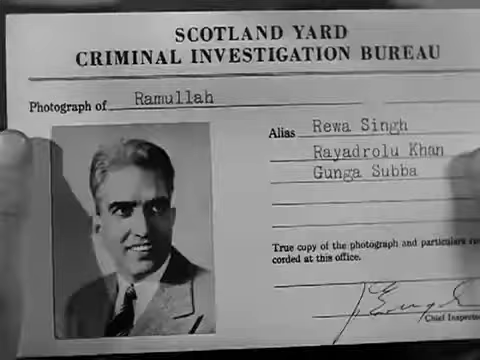 SCOTLAND YARD
CRIMINAL INVESTIGATION BUREAU
Photograph of Ramullah
Alias Rewa Singh
Rayadrolu Khan
Gunga Subba
True copy of the photograph and particulars re
corded at this office.
Chief Inspector